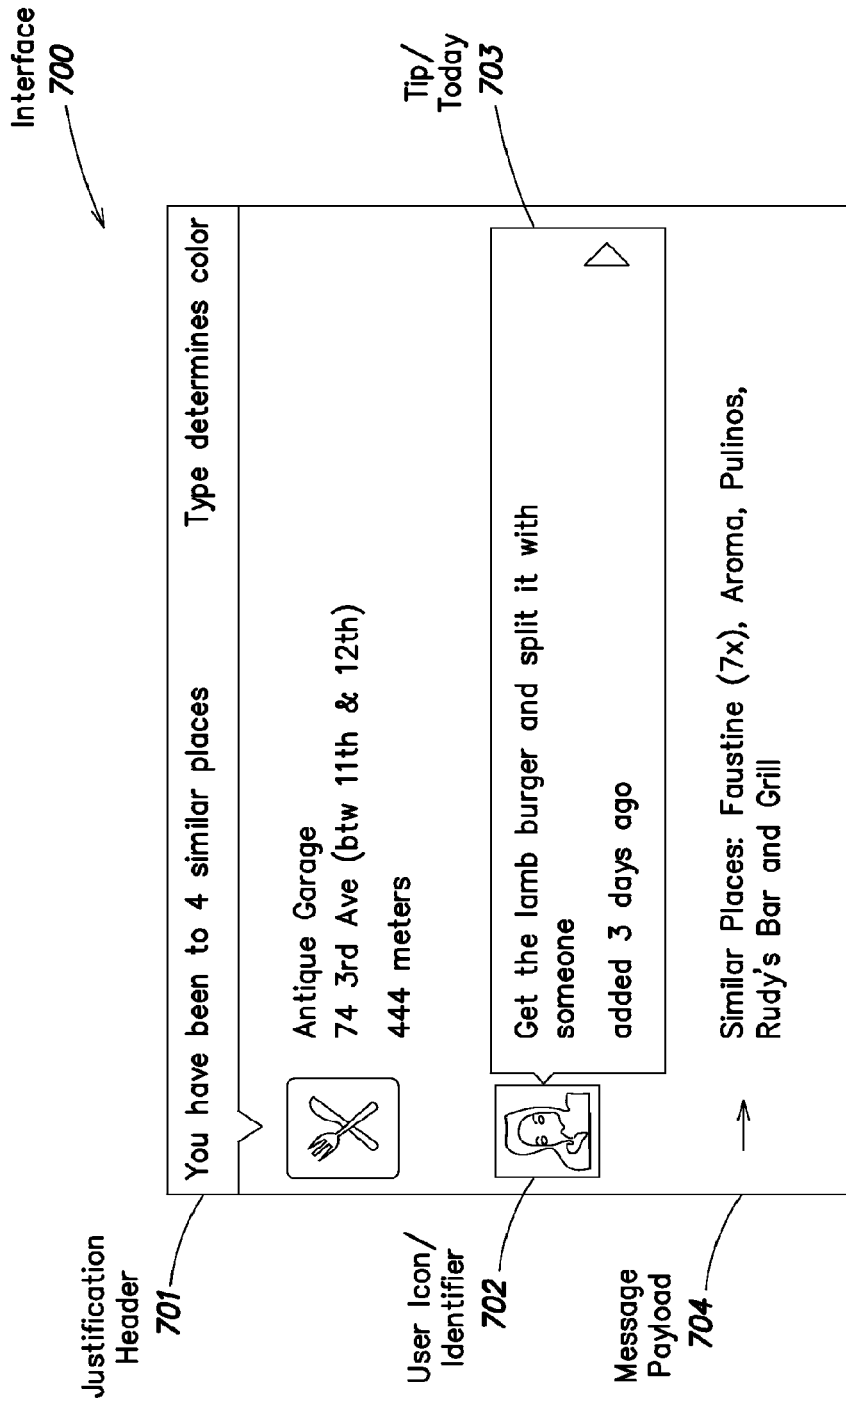 Interface
700
Justification
Header
701
You have been to 4 similar places
Type determines color
Antique Garage
74 3rd Ave (btw 11th & 12th)
444 meters
User Icon/
Identifier
702
Get the lamb burger and split it with
someone
added 3 days ago
Tip/
Today
703
Message
Payload
704
Similar Places: Faustine (7x), Aroma, Pulinos,
Rudy's Bar and Grill